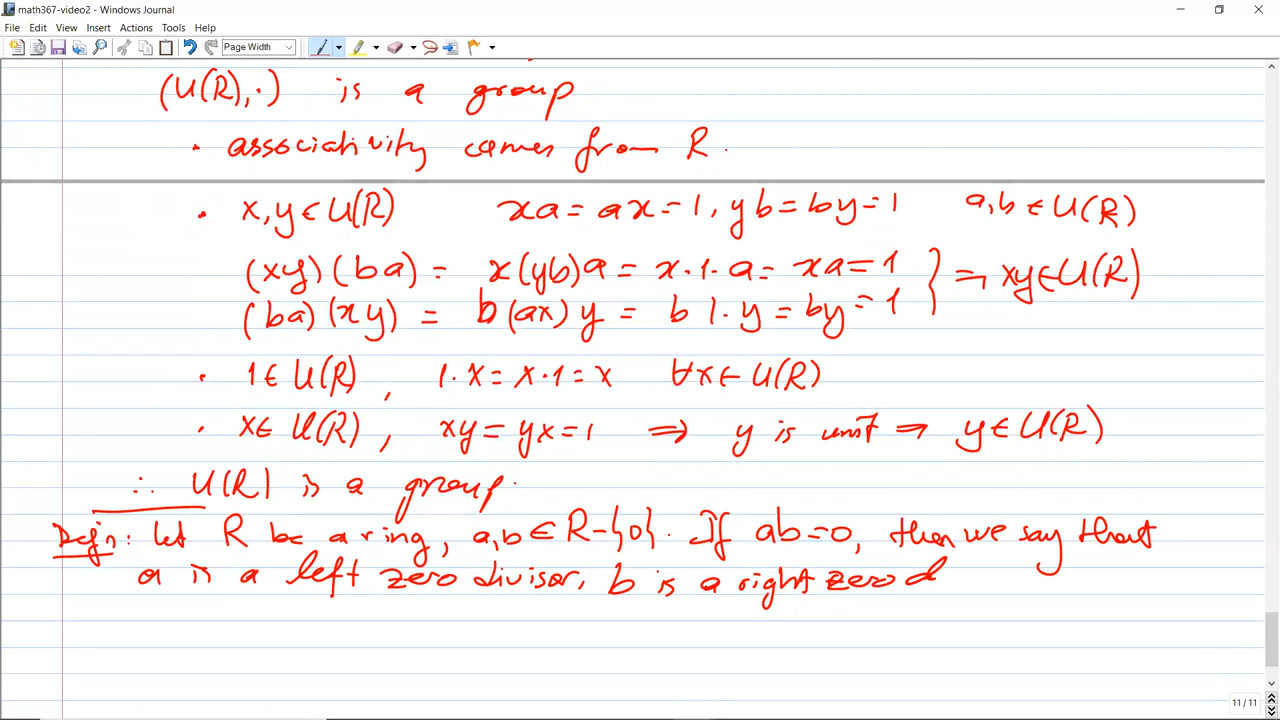 math367-video2 - Windows Journal
File Edit View Insert Actions Tools Help
Page Width
(U(R),·) is a group
· associativity comes from R.
· x,y∈U(R) xa=ax=1, yb=by=1 a,b∈U(R)
(xy)(ba) = x(yb)a = x·1·a = xa=1 } ⇒ xy∈U(R)
(ba)(xy) = b(ax)y = b1·y = by=1
· 1∈U(R), 1·x=x·1=x ∀x∈U(R)
· x∈U(R), xy=yx=1 ⇒ y is unit ⇒ y∈U(R)
∴ U(R) is a group.
Def'n: let R be a ring, a,b∈R-{0}. If ab=0, then we say that
a is a left zero divisor, b is a right zero d
11 / 11